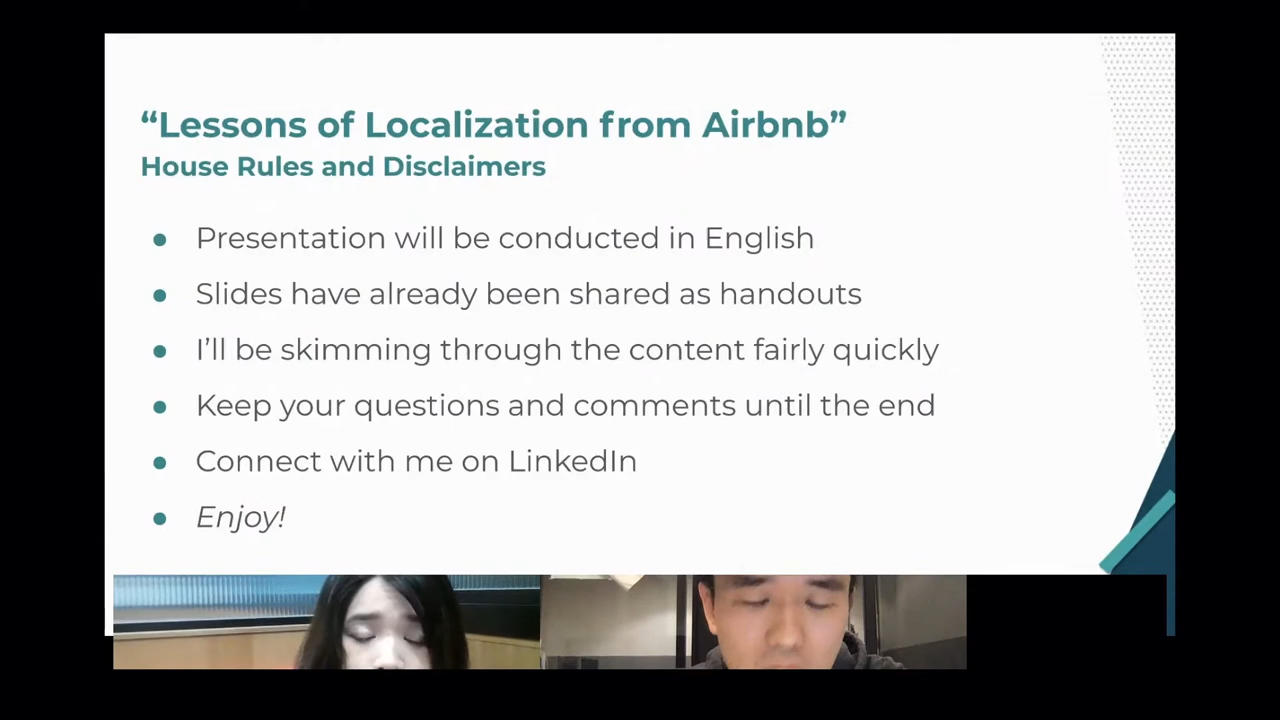 “Lessons of Localization from Airbnb”
House Rules and Disclaimers
● Presentation will be conducted in English
● Slides have already been shared as handouts
● I’ll be skimming through the content fairly quickly
● Keep your questions and comments until the end
● Connect with me on LinkedIn
● Enjoy!